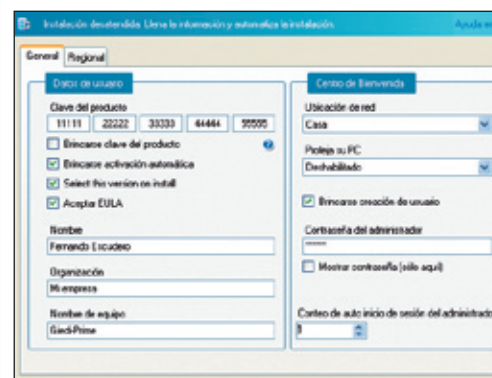 Instalación desatendida. Llena la información y automatiza la instalación.
Ayuda en
General
Regional
Datos de usuario
Clave del producto
11111 22222 33333 44444 55555
Brincarse clave del producto
Brincarse activación automática
Select this version on install
Aceptar EULA
Nombre
Fernando Escudero
Organización
Mi empresa
Nombre de equipo
Giedi-Prime
Centro de Bienvenida
Ubicación de red
Casa
Proteja su PC
Deshabilitado
Brincarse creación de usuario
Contraseña del administrador
Mostrar contraseña (sólo aquí)
Conteo de auto inicio de sesión del administrado